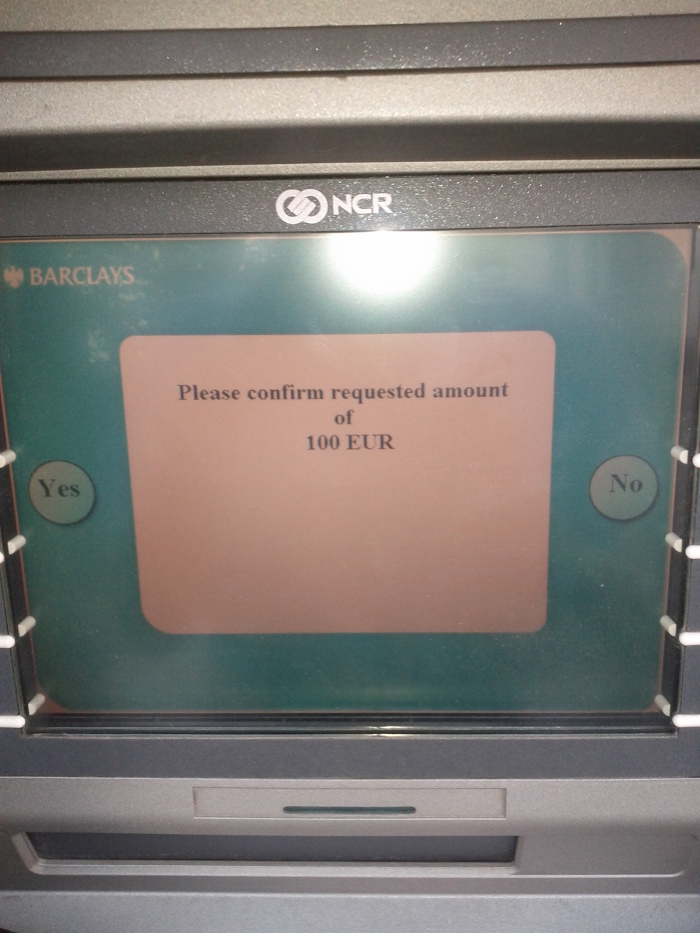 NCR
BARCLAYS
Please confirm requested amount
of
100 EUR
Yes
No